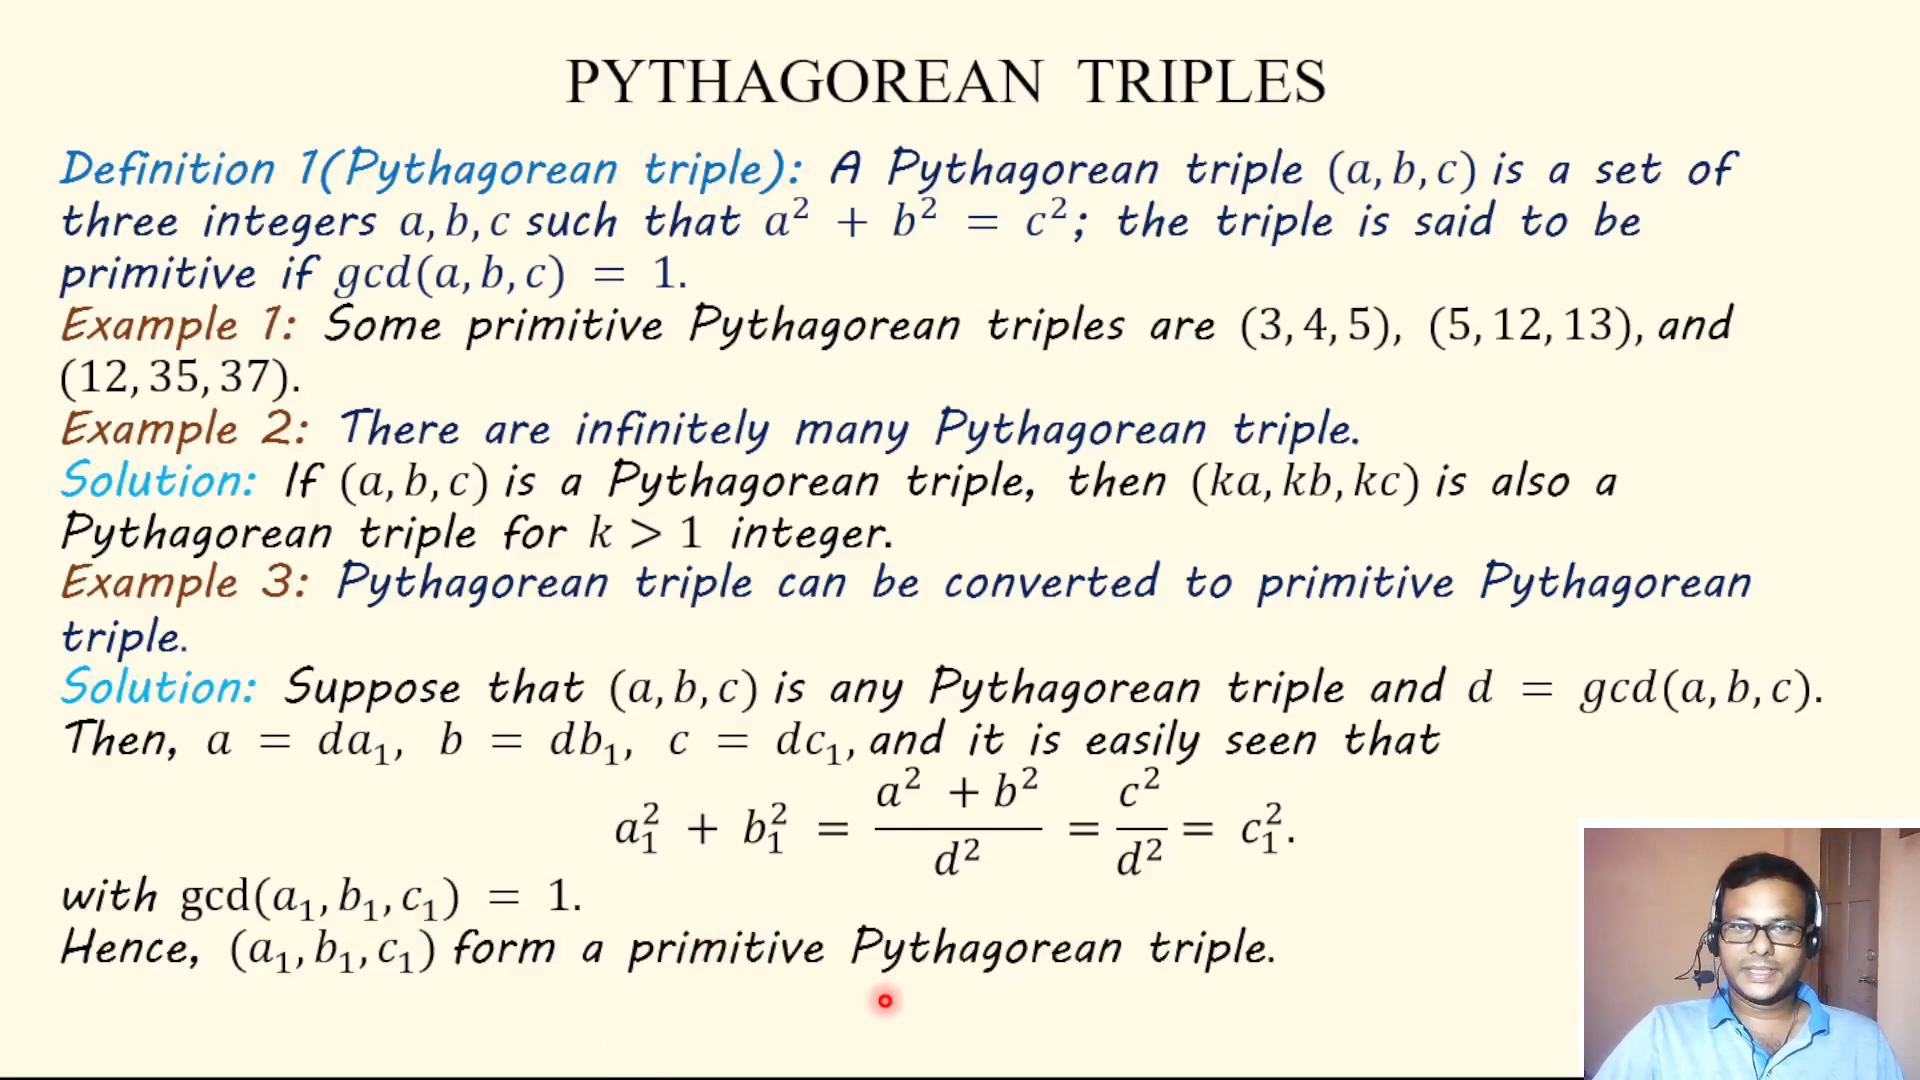 PYTHAGOREAN TRIPLES
Definition 1(Pythagorean triple): A Pythagorean triple (a, b, c) is a set of
three integers a, b, c such that a² + b² = c²; the triple is said to be
primitive if gcd(a, b, c) = 1.
Example 1: Some primitive Pythagorean triples are (3, 4, 5), (5, 12, 13), and
(12, 35, 37).
Example 2: There are infinitely many Pythagorean triple.
Solution: If (a, b, c) is a Pythagorean triple, then (ka, kb, kc) is also a
Pythagorean triple for k > 1 integer.
Example 3: Pythagorean triple can be converted to primitive Pythagorean
triple.
Solution: Suppose that (a, b, c) is any Pythagorean triple and d = gcd(a, b, c).
Then, a = da₁, b = db₁, c = dc₁, and it is easily seen that
a₁² + b₁² = (a² + b²)/d² = c²/d² = c₁².
with gcd(a₁, b₁, c₁) = 1.
Hence, (a₁, b₁, c₁) form a primitive Pythagorean triple.